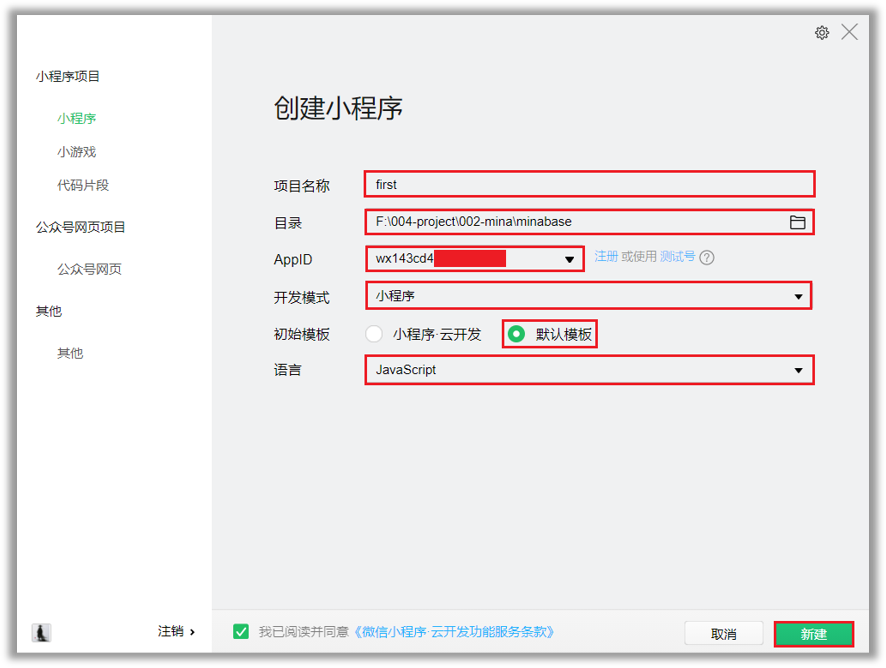 小程序项目
小程序
小游戏
代码片段
公众号网页项目
公众号网页
其他
其他
注销
创建小程序
项目名称 first
目录 F:\004-project\002-mina\minabase
AppID wx143cd4 注册 或使用 测试号 ?
开发模式 小程序
初始模板 小程序·云开发 默认模板
语言 JavaScript
我已阅读并同意《微信小程序·云开发功能服务条款》
取消 新建